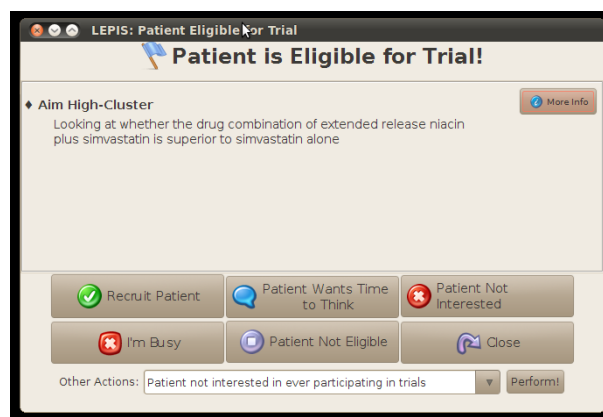 LEPIS: Patient Eligible for Trial
Patient is Eligible for Trial!
♦ Aim High-Cluster
More Info
Looking at whether the drug combination of extended release niacin
plus simvastatin is superior to simvastatin alone
Recruit Patient
Patient Wants Time
to Think
Patient Not
Interested
I'm Busy
Patient Not Eligible
Close
Other Actions: Patient not interested in ever participating in trials Perform!